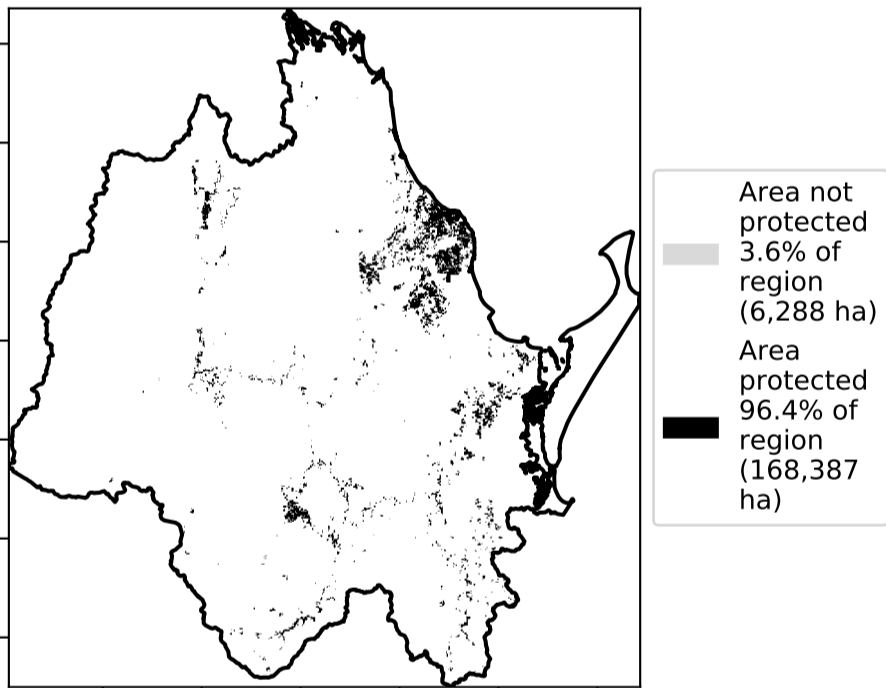 Area not
protected
3.6% of
region
(6,288 ha)
Area
protected
96.4% of
region
(168,387
ha)